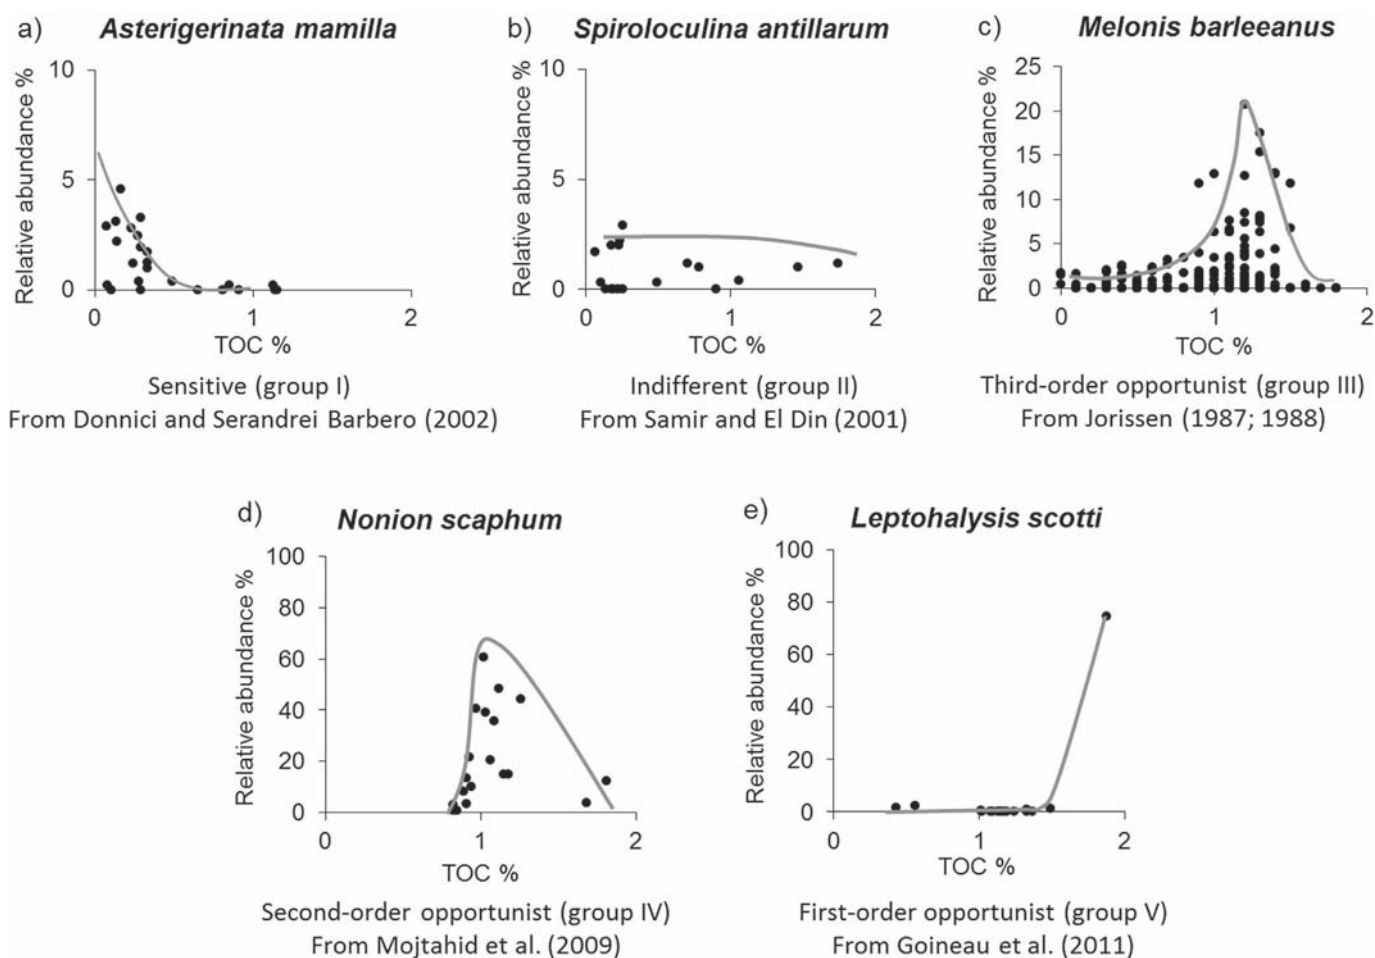 a) Asterigerinata mamilla
Relative abundance %
10
5
0
0 1 2
TOC %
Sensitive (group I)
From Donnici and Serandrei Barbero (2002)
b) Spiroloculina antillarum
Relative abundance %
10
5
0
0 1 2
TOC %
Indifferent (group II)
From Samir and El Din (2001)
c) Melonis barleeanus
Relative abundance %
25
20
15
10
5
0
0 1 2
TOC %
Third-order opportunist (group III)
From Jorissen (1987; 1988)
d) Nonion scaphum
Relative abundance %
100
80
60
40
20
0
0 1 2
TOC %
Second-order opportunist (group IV)
From Mojtahid et al. (2009)
e) Leptohalysis scotti
Relative abundance %
100
80
60
40
20
0
0 1 2
TOC %
First-order opportunist (group V)
From Goineau et al. (2011)